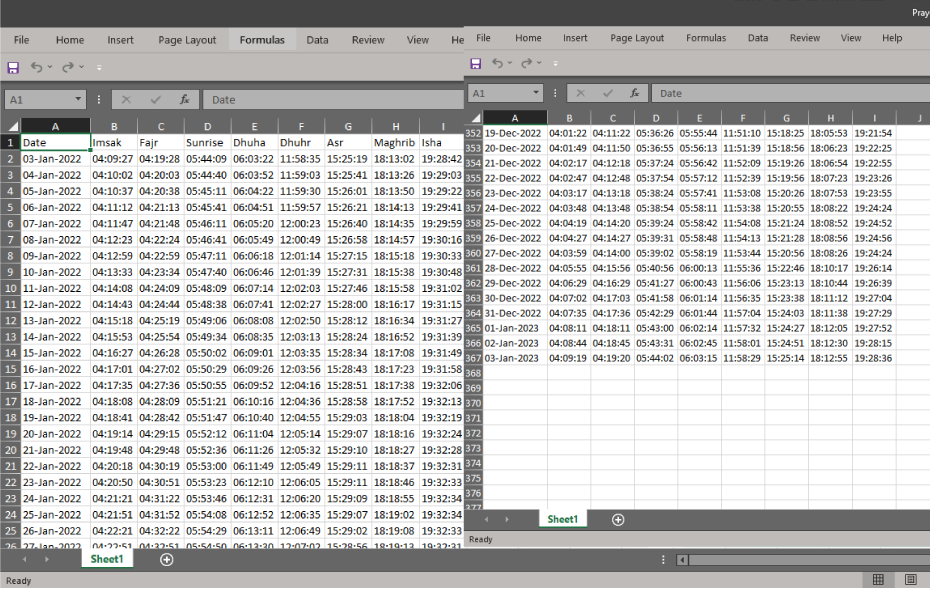 File Home Insert Page Layout Formulas Data Review View He
A1 fx Date
A B C D E F G H I
1 Date Imsak Fajr Sunrise Dhuha Dhuhr Asr Maghrib Isha
2 03-Jan-2022 04:09:27 04:19:28 05:44:09 06:03:22 11:58:35 15:25:19 18:13:02 19:28:42
3 04-Jan-2022 04:10:02 04:20:03 05:44:40 06:03:52 11:59:03 15:25:41 18:13:26 19:29:03
4 05-Jan-2022 04:10:37 04:20:38 05:45:11 06:04:22 11:59:30 15:26:01 18:13:50 19:29:22
5 06-Jan-2022 04:11:12 04:21:13 05:45:41 06:04:51 11:59:57 15:26:21 18:14:13 19:29:41
6 07-Jan-2022 04:11:47 04:21:48 05:46:11 06:05:20 12:00:23 15:26:40 18:14:35 19:29:59
7 08-Jan-2022 04:12:23 04:22:24 05:46:41 06:05:49 12:00:49 15:26:58 18:14:57 19:30:16
8 09-Jan-2022 04:12:59 04:22:59 05:47:11 06:06:18 12:01:14 15:27:15 18:15:18 19:30:33
9 10-Jan-2022 04:13:33 04:23:34 05:47:40 06:06:46 12:01:39 15:27:31 18:15:38 19:30:48
10 11-Jan-2022 04:14:08 04:24:09 05:48:09 06:07:14 12:02:03 15:27:46 18:15:58 19:31:02
11 12-Jan-2022 04:14:43 04:24:44 05:48:38 06:07:41 12:02:27 15:28:00 18:16:17 19:31:15
12 13-Jan-2022 04:15:18 04:25:19 05:49:06 06:08:08 12:02:50 15:28:12 18:16:34 19:31:27
13 14-Jan-2022 04:15:53 04:25:54 05:49:34 06:08:35 12:03:13 15:28:24 18:16:52 19:31:39
14 15-Jan-2022 04:16:27 04:26:28 05:50:02 06:09:01 12:03:35 15:28:34 18:17:08 19:31:49
15 16-Jan-2022 04:17:01 04:27:02 05:50:29 06:09:26 12:03:56 15:28:43 18:17:23 19:31:58
16 17-Jan-2022 04:17:35 04:27:36 05:50:55 06:09:52 12:04:16 15:28:51 18:17:38 19:32:06
17 18-Jan-2022 04:18:08 04:28:09 05:51:21 06:10:16 12:04:36 15:28:58 18:17:52 19:32:13
18 19-Jan-2022 04:18:41 04:28:42 05:51:47 06:10:40 12:04:55 15:29:03 18:18:04 19:32:19
19 20-Jan-2022 04:19:14 04:29:15 05:52:12 06:11:04 12:05:14 15:29:07 18:18:16 19:32:24
20 21-Jan-2022 04:19:48 04:29:48 05:52:36 06:11:26 12:05:32 15:29:10 18:18:27 19:32:28
21 22-Jan-2022 04:20:18 04:30:19 05:53:00 06:11:49 12:05:49 15:29:11 18:18:37 19:32:31
22 23-Jan-2022 04:20:50 04:30:51 05:53:23 06:12:10 12:06:05 15:29:11 18:18:46 19:32:33
23 24-Jan-2022 04:21:21 04:31:22 05:53:46 06:12:31 12:06:20 15:29:09 18:18:55 19:32:34
24 25-Jan-2022 04:21:51 04:31:52 05:54:08 06:12:52 12:06:35 15:29:07 18:19:02 19:32:34
25 26-Jan-2022 04:22:21 04:32:22 05:54:29 06:13:11 12:06:49 15:29:02 18:19:08 19:32:33
26 27-Jan-2022 04:22:51 04:32:51 05:54:50 06:13:30 12:07:02 15:28:56 18:19:13 19:32:31
Sheet1
Ready
Pray
File Home Insert Page Layout Formulas Data Review View Help
A1 fx Date
A B C D E F G H I J
352 19-Dec-2022 04:01:22 04:11:22 05:36:26 05:55:44 11:51:10 15:18:25 18:05:53 19:21:54
353 20-Dec-2022 04:01:49 04:11:50 05:36:55 05:56:13 11:51:39 15:18:56 18:06:23 19:22:25
354 21-Dec-2022 04:02:17 04:12:18 05:37:24 05:56:42 11:52:09 15:19:26 18:06:54 19:22:55
355 22-Dec-2022 04:02:47 04:12:48 05:37:54 05:57:12 11:52:39 15:19:56 18:07:23 19:23:26
356 23-Dec-2022 04:03:17 04:13:18 05:38:24 05:57:41 11:53:08 15:20:26 18:07:53 19:23:55
357 24-Dec-2022 04:03:48 04:13:48 05:38:54 05:58:11 11:53:38 15:20:55 18:08:22 19:24:24
358 25-Dec-2022 04:04:19 04:14:20 05:39:24 05:58:42 11:54:08 15:21:24 18:08:52 19:24:52
359 26-Dec-2022 04:04:27 04:14:27 05:39:31 05:58:48 11:54:13 15:21:28 18:08:56 19:24:56
360 27-Dec-2022 04:03:59 04:14:00 05:39:02 05:58:19 11:53:44 15:20:56 18:08:26 19:24:24
361 28-Dec-2022 04:05:55 04:15:56 05:40:56 06:00:13 11:55:36 15:22:46 18:10:17 19:26:14
362 29-Dec-2022 04:06:29 04:16:29 05:41:27 06:00:43 11:56:06 15:23:13 18:10:44 19:26:39
363 30-Dec-2022 04:07:02 04:17:03 05:41:58 06:01:14 11:56:35 15:23:38 18:11:12 19:27:04
364 31-Dec-2022 04:07:35 04:17:36 05:42:29 06:01:44 11:57:04 15:24:03 18:11:38 19:27:29
365 01-Jan-2023 04:08:11 04:18:11 05:43:00 06:02:14 11:57:32 15:24:27 18:12:05 19:27:52
366 02-Jan-2023 04:08:44 04:18:45 05:43:31 06:02:45 11:58:01 15:24:51 18:12:30 19:28:15
367 03-Jan-2023 04:09:19 04:19:20 05:44:02 06:03:15 11:58:29 15:25:14 18:12:55 19:28:36
368
369
370
371
372
373
374
375
376
377
Sheet1
Ready